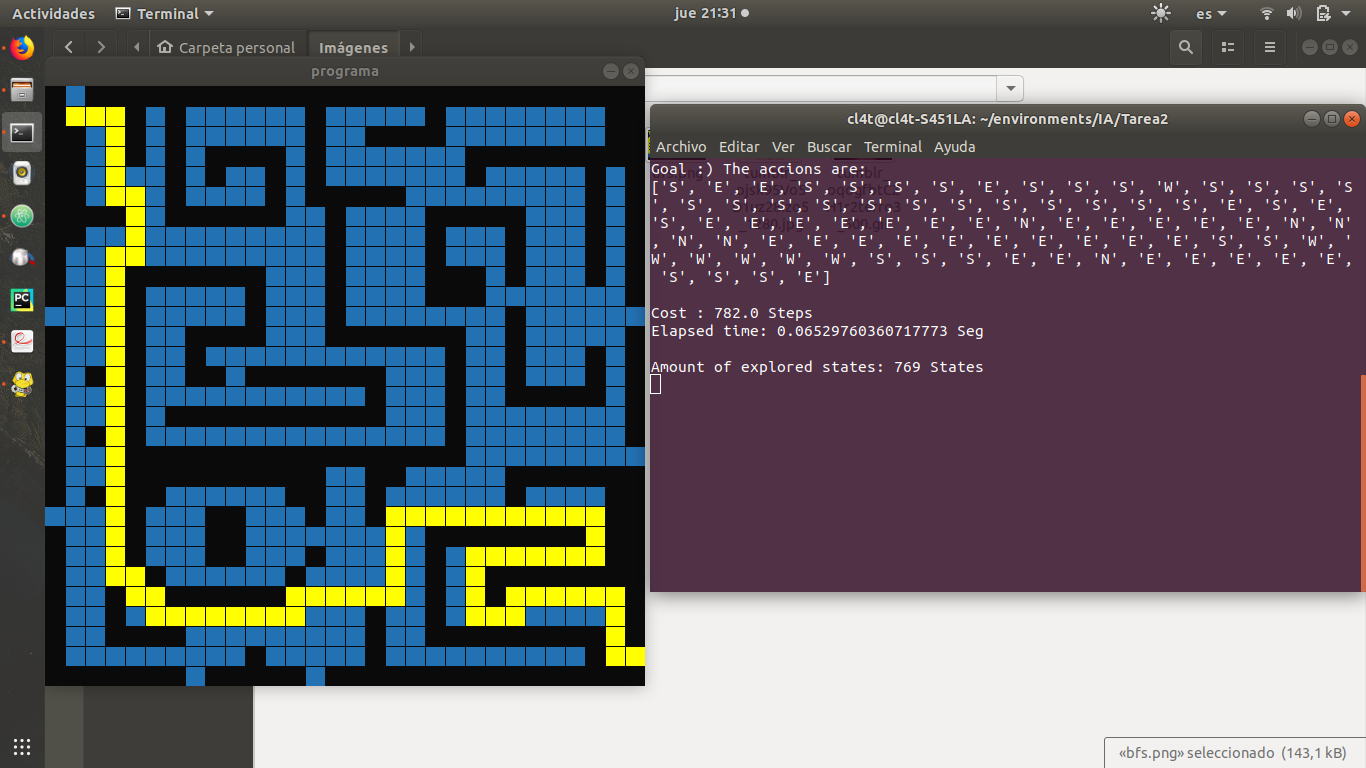 Actividades
Terminal
jue 21:31
es
Carpeta personal
Imágenes
programa
cl4t@cl4t-S451LA: ~/environments/IA/Tarea2
Archivo Editar Ver Buscar Terminal Ayuda
Goal :) The accions are:
['S', 'E', 'E', 'S', 'S', 'S', 'S', 'E', 'S', 'S', 'S', 'W', 'S', 'S', 'S', 'S
', 'S', 'S', 'S', 'S', 'S', 'S', 'S', 'S', 'S', 'S', 'S', 'S', 'E', 'S', 'E',
'S', 'E', 'E', 'E', 'E', 'E', 'E', 'E', 'N', 'E', 'E', 'E', 'E', 'E', 'N', 'N'
, 'N', 'N', 'E', 'E', 'E', 'E', 'E', 'E', 'E', 'E', 'E', 'E', 'S', 'S', 'W', '
W', 'W', 'W', 'W', 'W', 'S', 'S', 'S', 'E', 'E', 'N', 'E', 'E', 'E', 'E', 'E',
'S', 'S', 'S', 'E']
Cost : 782.0 Steps
Elapsed time: 0.06529760360717773 Seg
Amount of explored states: 769 States
PC
«bfs.png» seleccionado (143,1 kB)